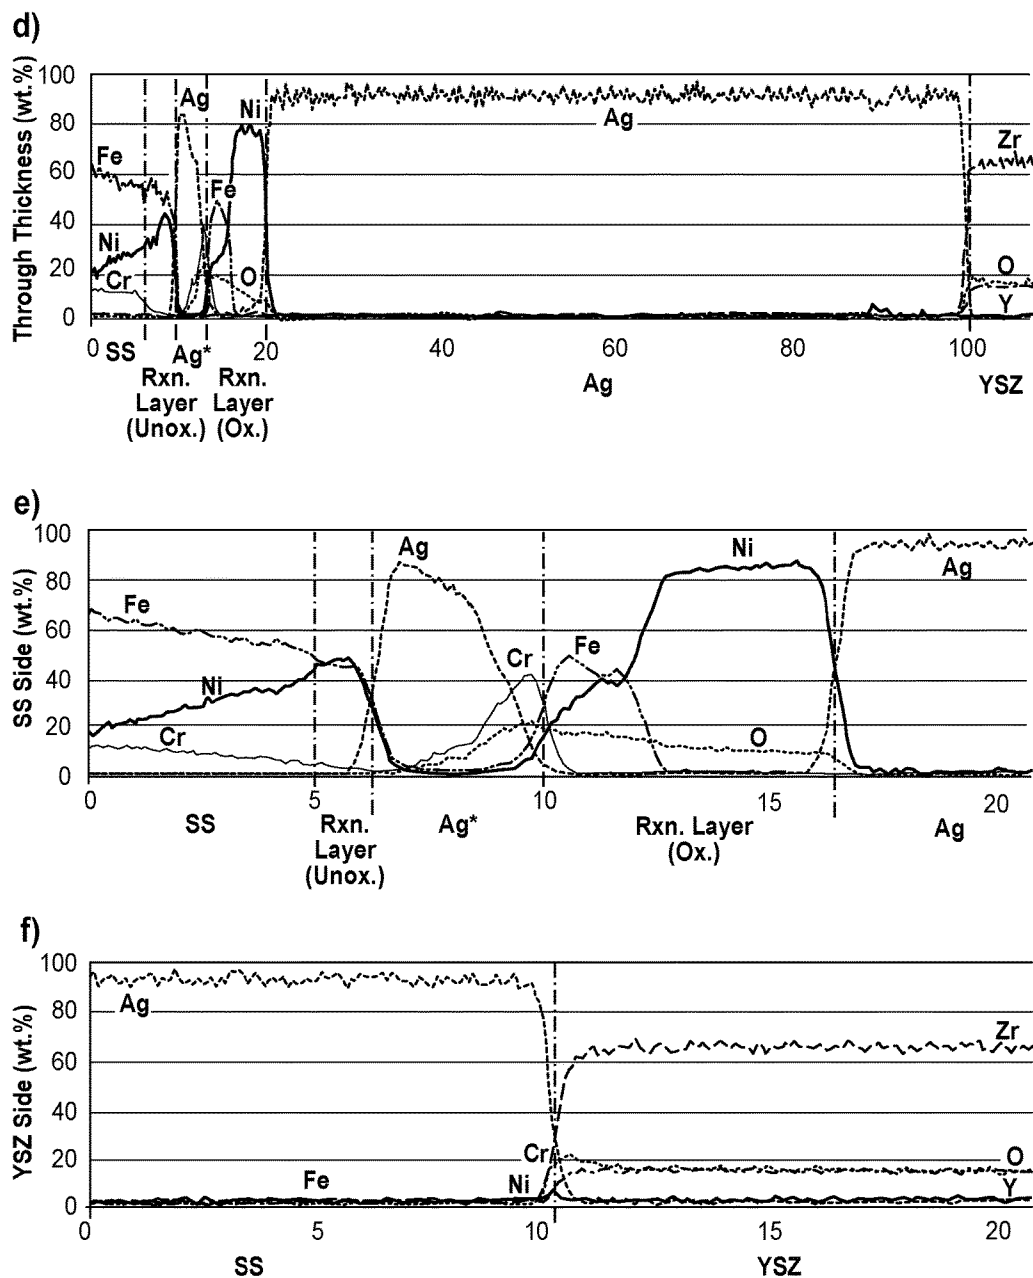 d)
Through Thickness (wt.%)
100
80
60
40
20
0
Fe
Ni
Cr
Ag
Ni
Fe
O
Ag
Zr
O
Y
0 SS 20 40 60 80 100
Ag*
Rxn. Layer (Unox.)
Rxn. Layer (Ox.)
Ag
YSZ
e)
SS Side (wt.%)
100
80
60
40
20
0
Fe
Ni
Cr
Ag
Cr
Fe
Ni
O
Ag
0 5 10 15 20
SS
Rxn.
Layer
(Unox.)
Ag*
Rxn. Layer
(Ox.)
Ag
f)
YSZ Side (wt.%)
100
80
60
40
20
0
Ag
Zr
Cr
O
Fe
Ni
Y
0 5 10 15 20
SS YSZ